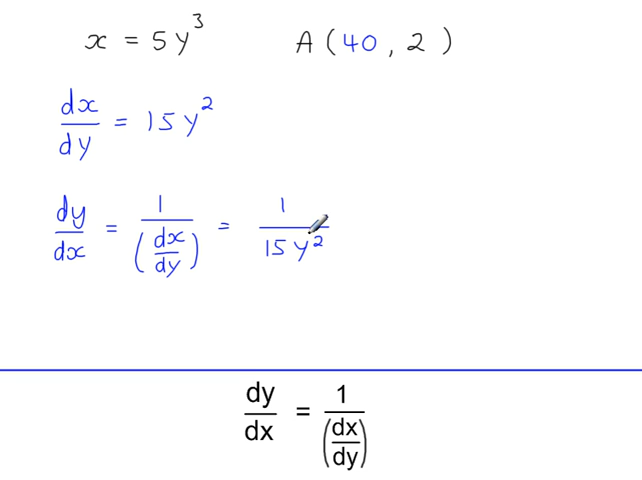 x = 5y³ A(40, 2)
dx/dy = 15y²
dy/dx = 1/(dx/dy) = 1/15y²
dy/dx = 1/(dx/dy)